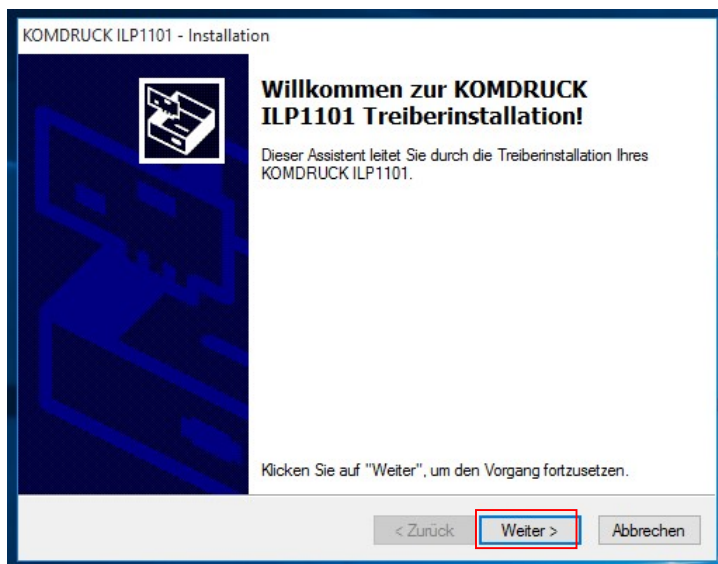 KOMDRUCK ILP1101 - Installation
Willkommen zur KOMDRUCK
ILP1101 Treiberinstallation!
Dieser Assistent leitet Sie durch die Treiberinstallation Ihres
KOMDRUCK ILP1101.
Klicken Sie auf "Weiter", um den Vorgang fortzusetzen.
< Zurück Weiter > Abbrechen